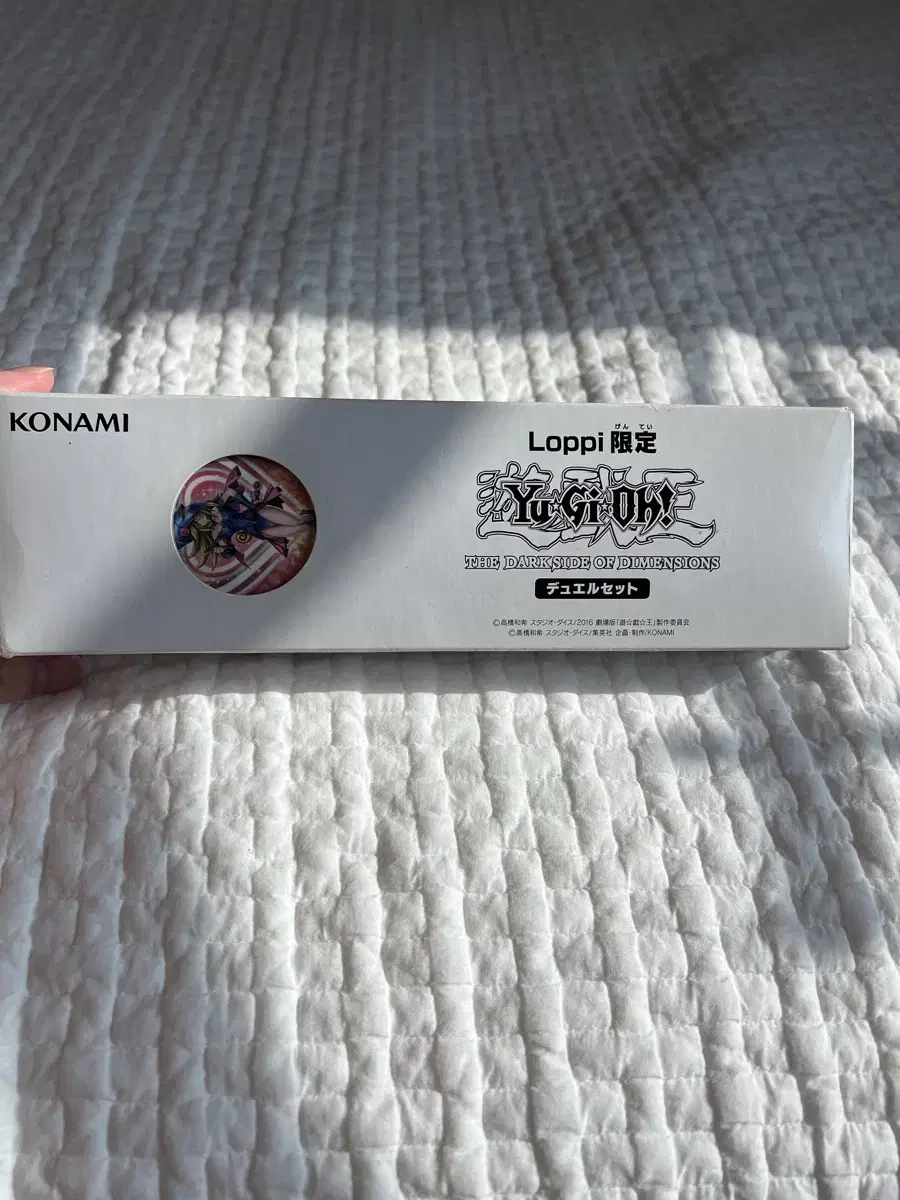 KONAMI
げん てい
Loppi 限定
遊戯王
Yu-Gi-Oh!
THE DARKSIDE OF DIMENSIONS
デュエルセット
©高橋和希 スタジオ・ダイス/2016 劇場版「遊☆戯☆王」製作委員会
©高橋和希 スタジオ・ダイス/集英社 企画・制作/KONAMI